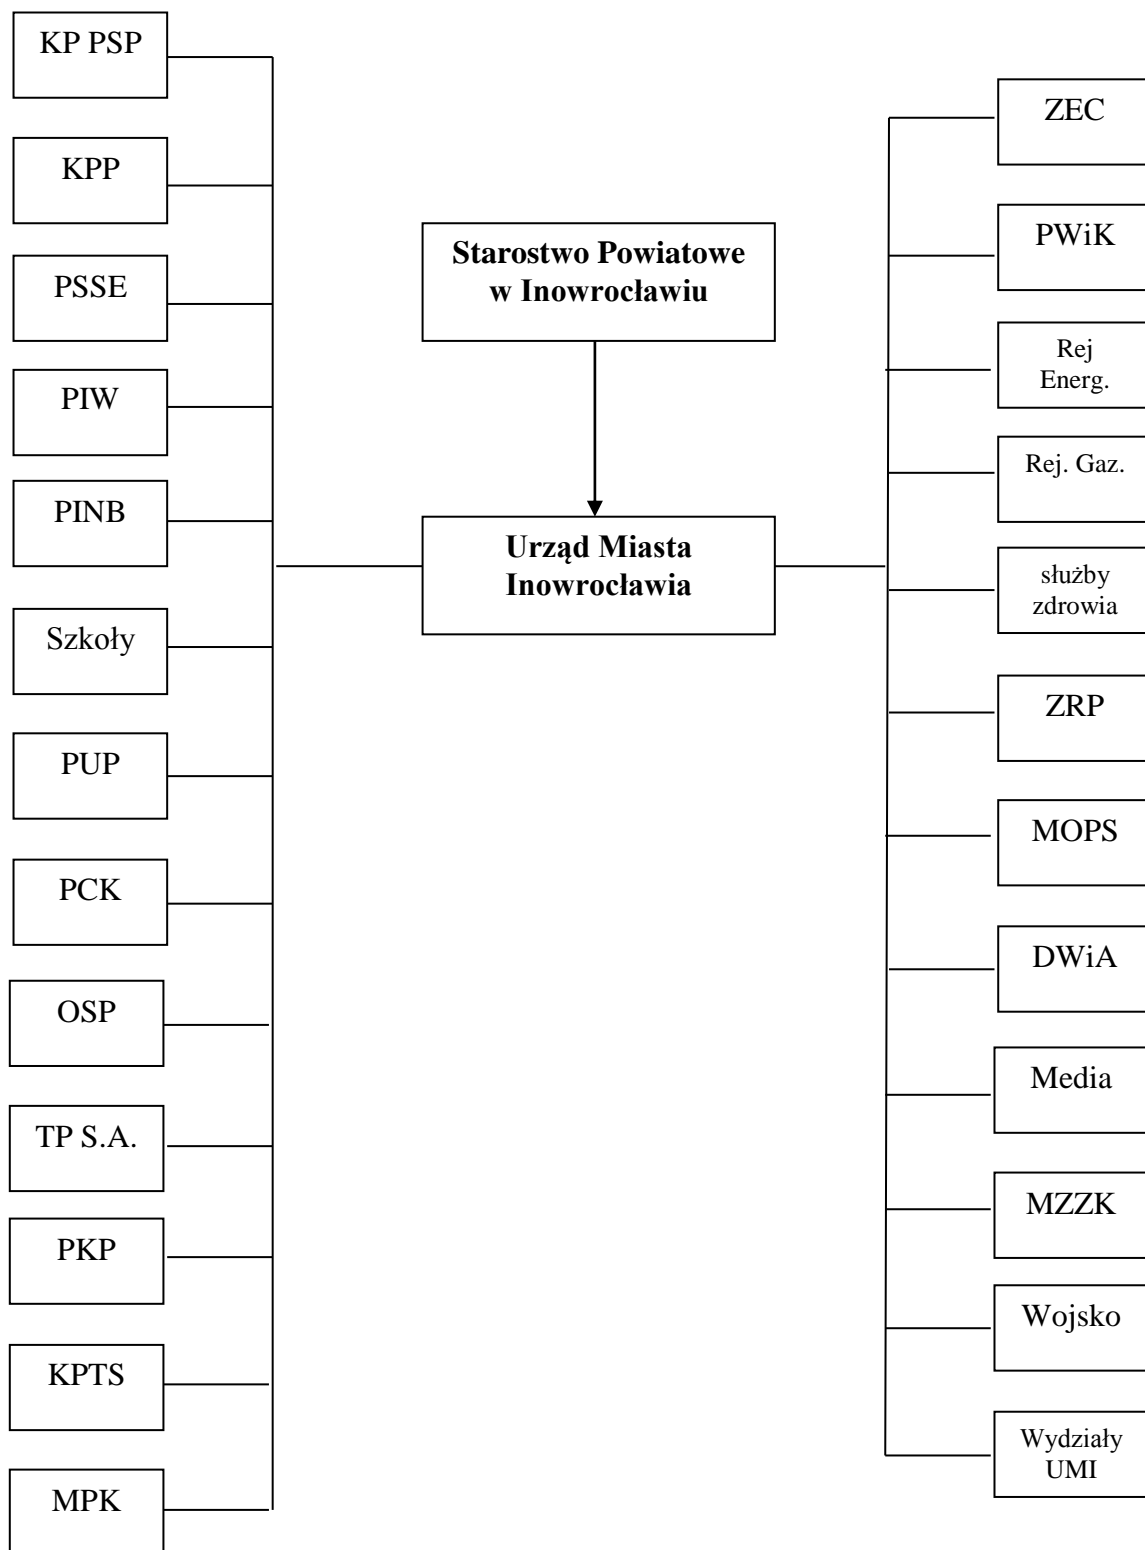 KP PSP
KPP
PSSE
PIW
PINB
Szkoły
PUP
PCK
OSP
TP S.A.
PKP
KPTS
MPK
Starostwo Powiatowe
w Inowrocławiu
Urząd Miasta
Inowrocławia
ZEC
PWiK
Rej
Energ.
Rej. Gaz.
służby
zdrowia
ZRP
MOPS
DWiA
Media
MZZK
Wojsko
Wydziały
UMI